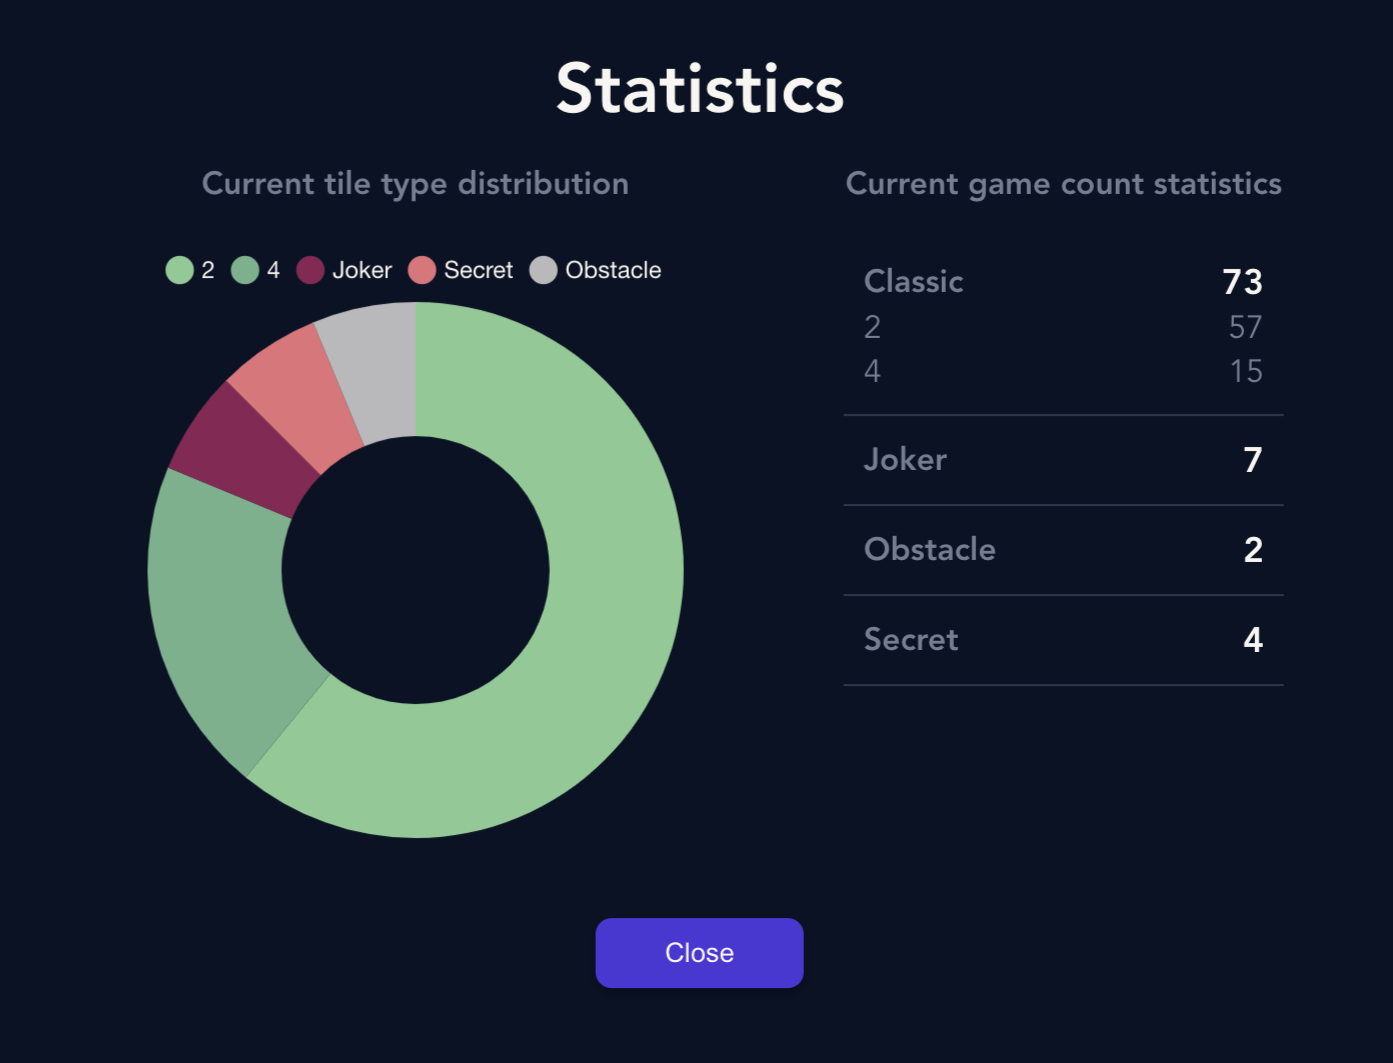 Statistics
Current tile type distribution
2 4 Joker Secret Obstacle
Current game count statistics
Classic 73
2 57
4 15
Joker 7
Obstacle 2
Secret 4
Close